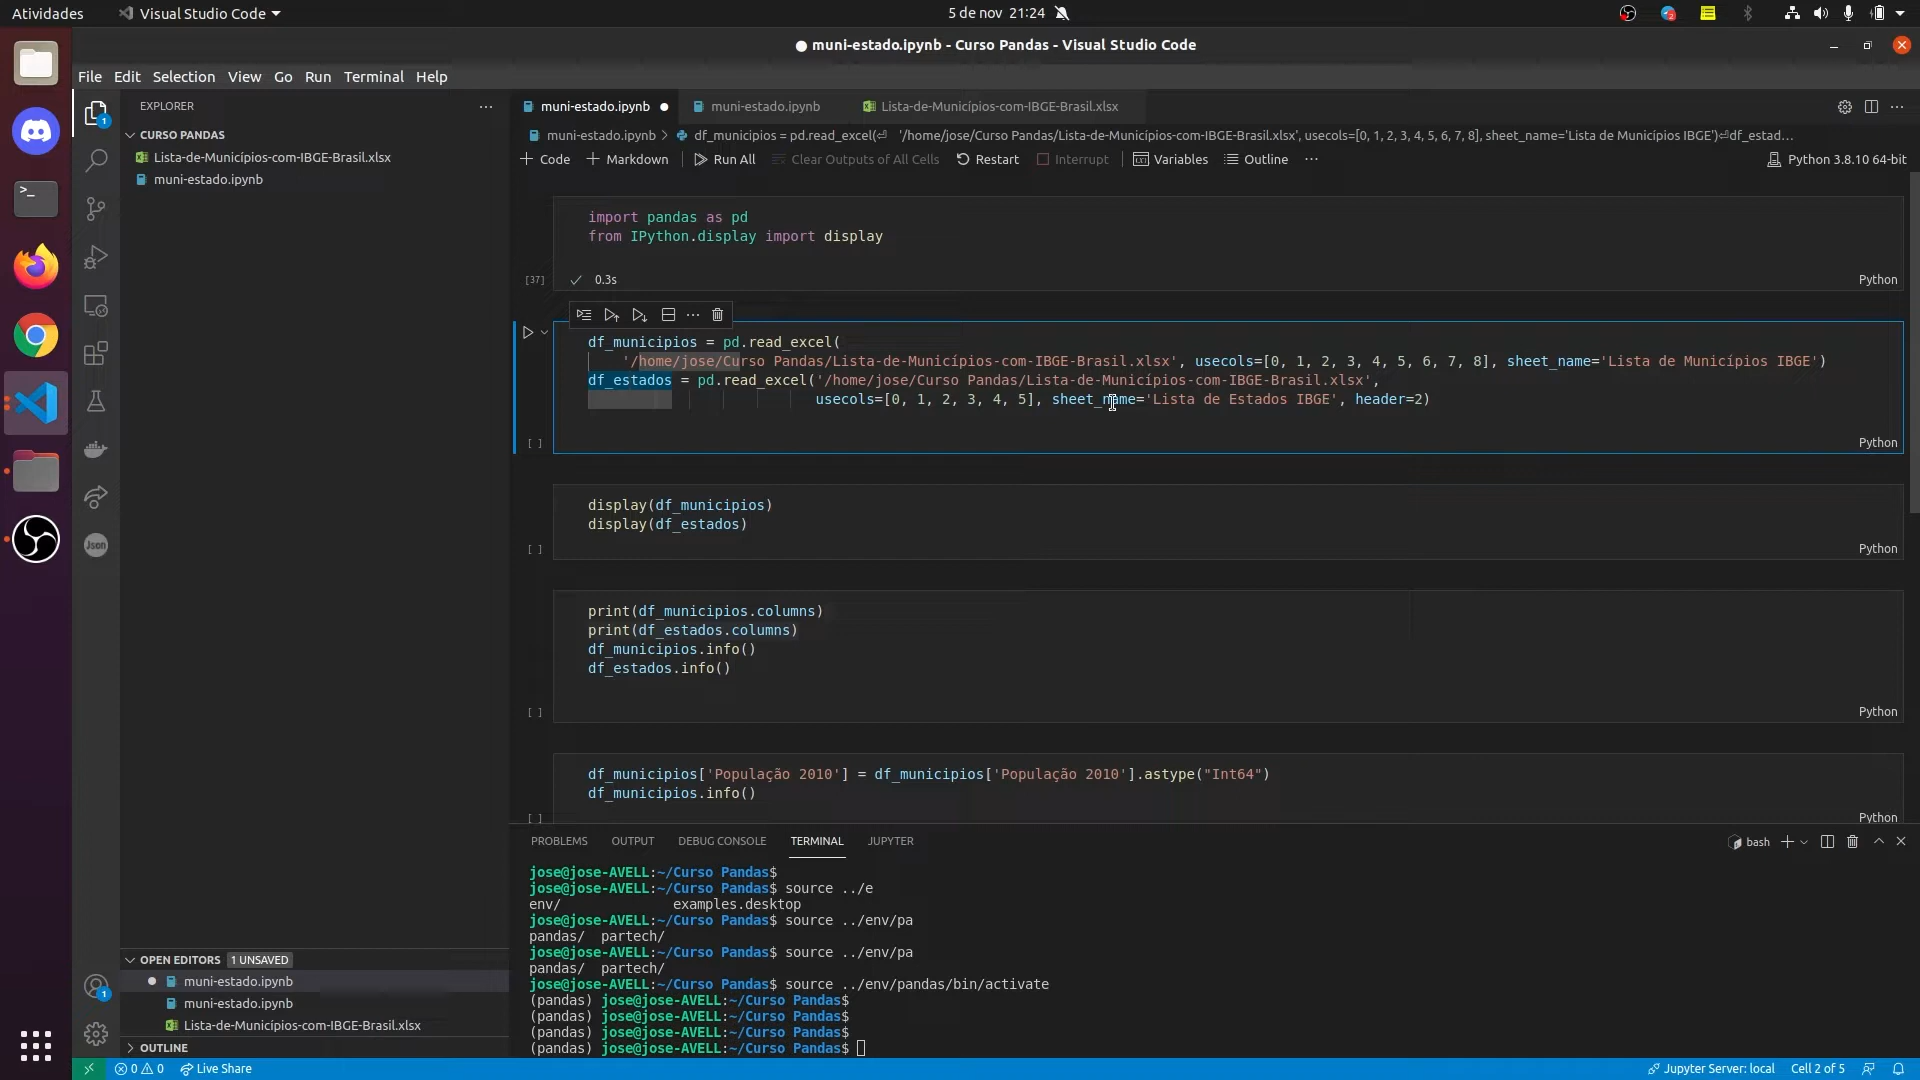 Atividades
Visual Studio Code
5 de nov 21:24
● muni-estado.ipynb - Curso Pandas - Visual Studio Code
File Edit Selection View Go Run Terminal Help
EXPLORER
CURSO PANDAS
Lista-de-Municípios-com-IBGE-Brasil.xlsx
muni-estado.ipynb
muni-estado.ipynb
muni-estado.ipynb
Lista-de-Municípios-com-IBGE-Brasil.xlsx
muni-estado.ipynb > df_municipios = pd.read_excel(⏎ '/home/jose/Curso Pandas/Lista-de-Municípios-com-IBGE-Brasil.xlsx', usecols=[0, 1, 2, 3, 4, 5, 6, 7, 8], sheet_name='Lista de Municípios IBGE')⏎df_estad…
+ Code + Markdown Run All Clear Outputs of All Cells Restart Interrupt Variables Outline ··· Python 3.8.10 64-bit
import pandas as pd
from IPython.display import display
[37] 0.3s Python
df_municipios = pd.read_excel(
'/home/jose/Curso Pandas/Lista-de-Municípios-com-IBGE-Brasil.xlsx', usecols=[0, 1, 2, 3, 4, 5, 6, 7, 8], sheet_name='Lista de Municípios IBGE')
df_estados = pd.read_excel('/home/jose/Curso Pandas/Lista-de-Municípios-com-IBGE-Brasil.xlsx',
usecols=[0, 1, 2, 3, 4, 5], sheet_name='Lista de Estados IBGE', header=2)
[ ] Python
display(df_municipios)
display(df_estados)
[ ] Python
print(df_municipios.columns)
print(df_estados.columns)
df_municipios.info()
df_estados.info()
[ ] Python
df_municipios['População 2010'] = df_municipios['População 2010'].astype("Int64")
df_municipios.info()
[ ] Python
PROBLEMS OUTPUT DEBUG CONSOLE TERMINAL JUPYTER
bash
jose@jose-AVELL:~/Curso Pandas$
jose@jose-AVELL:~/Curso Pandas$ source ../e
env/ examples.desktop
jose@jose-AVELL:~/Curso Pandas$ source ../env/pa
pandas/ partech/
jose@jose-AVELL:~/Curso Pandas$ source ../env/pa
pandas/ partech/
jose@jose-AVELL:~/Curso Pandas$ source ../env/pandas/bin/activate
(pandas) jose@jose-AVELL:~/Curso Pandas$
(pandas) jose@jose-AVELL:~/Curso Pandas$
(pandas) jose@jose-AVELL:~/Curso Pandas$
(pandas) jose@jose-AVELL:~/Curso Pandas$
OPEN EDITORS 1 UNSAVED
muni-estado.ipynb
muni-estado.ipynb
Lista-de-Municípios-com-IBGE-Brasil.xlsx
OUTLINE
Json
1
1
2
0 0 Live Share
Jupyter Server: local Cell 2 of 5